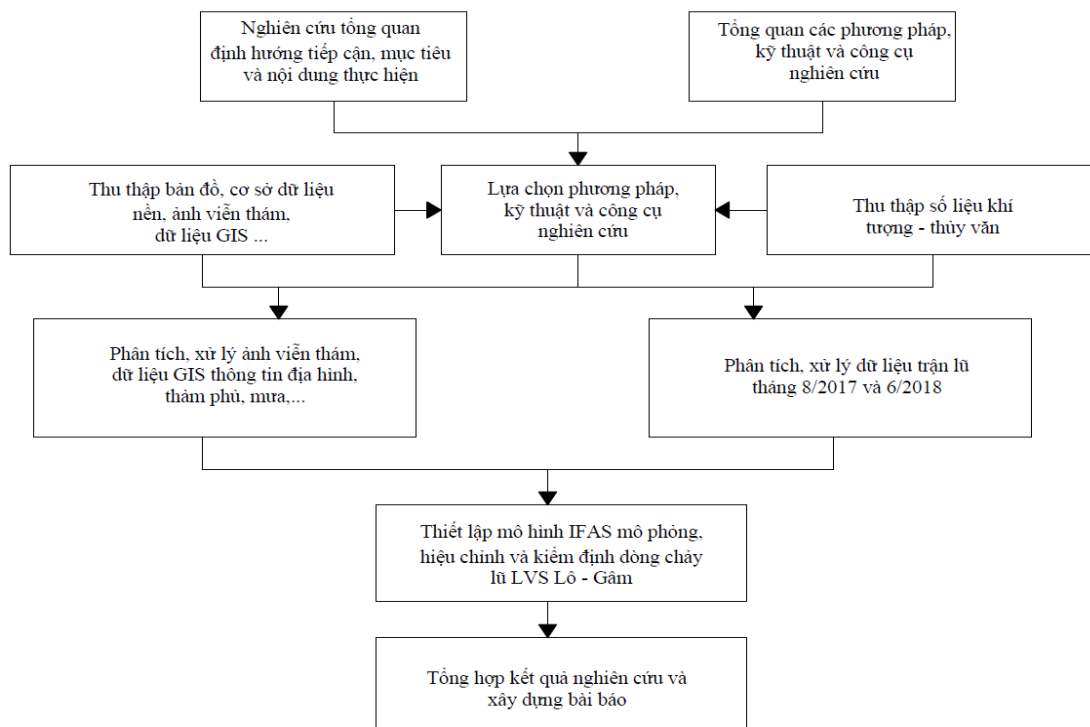 Nghiên cứu tổng quan
định hướng tiếp cận, mục tiêu
và nội dung thực hiện
Tổng quan các phương pháp,
kỹ thuật và công cụ
nghiên cứu
Thu thập bản đồ, cơ sở dữ liệu
nền, ảnh viễn thám,
dữ liệu GIS ...
Lựa chọn phương pháp,
kỹ thuật và công cụ
nghiên cứu
Thu thập số liệu khí
tượng - thủy văn
Phân tích, xử lý ảnh viễn thám,
dữ liệu GIS thông tin địa hình,
thảm phủ, mưa,...
Phân tích, xử lý dữ liệu trận lũ
tháng 8/2017 và 6/2018
Thiết lập mô hình IFAS mô phỏng,
hiệu chỉnh và kiểm định dòng chảy
lũ LVS Lô - Gâm
Tổng hợp kết quả nghiên cứu và
xây dựng bài báo